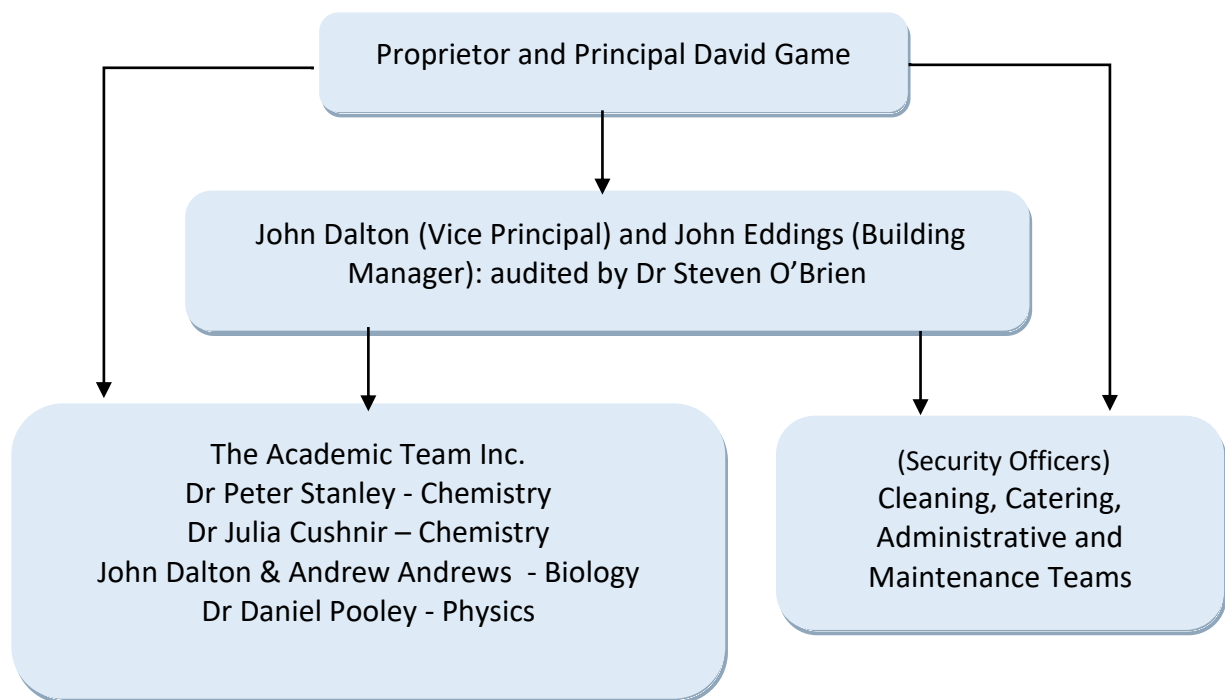 Proprietor and Principal David Game
John Dalton (Vice Principal) and John Eddings (Building
Manager): audited by Dr Steven O’Brien
The Academic Team Inc.
Dr Peter Stanley - Chemistry
Dr Julia Cushnir – Chemistry
John Dalton & Andrew Andrews - Biology
Dr Daniel Pooley - Physics
(Security Officers)
Cleaning, Catering,
Administrative and
Maintenance Teams